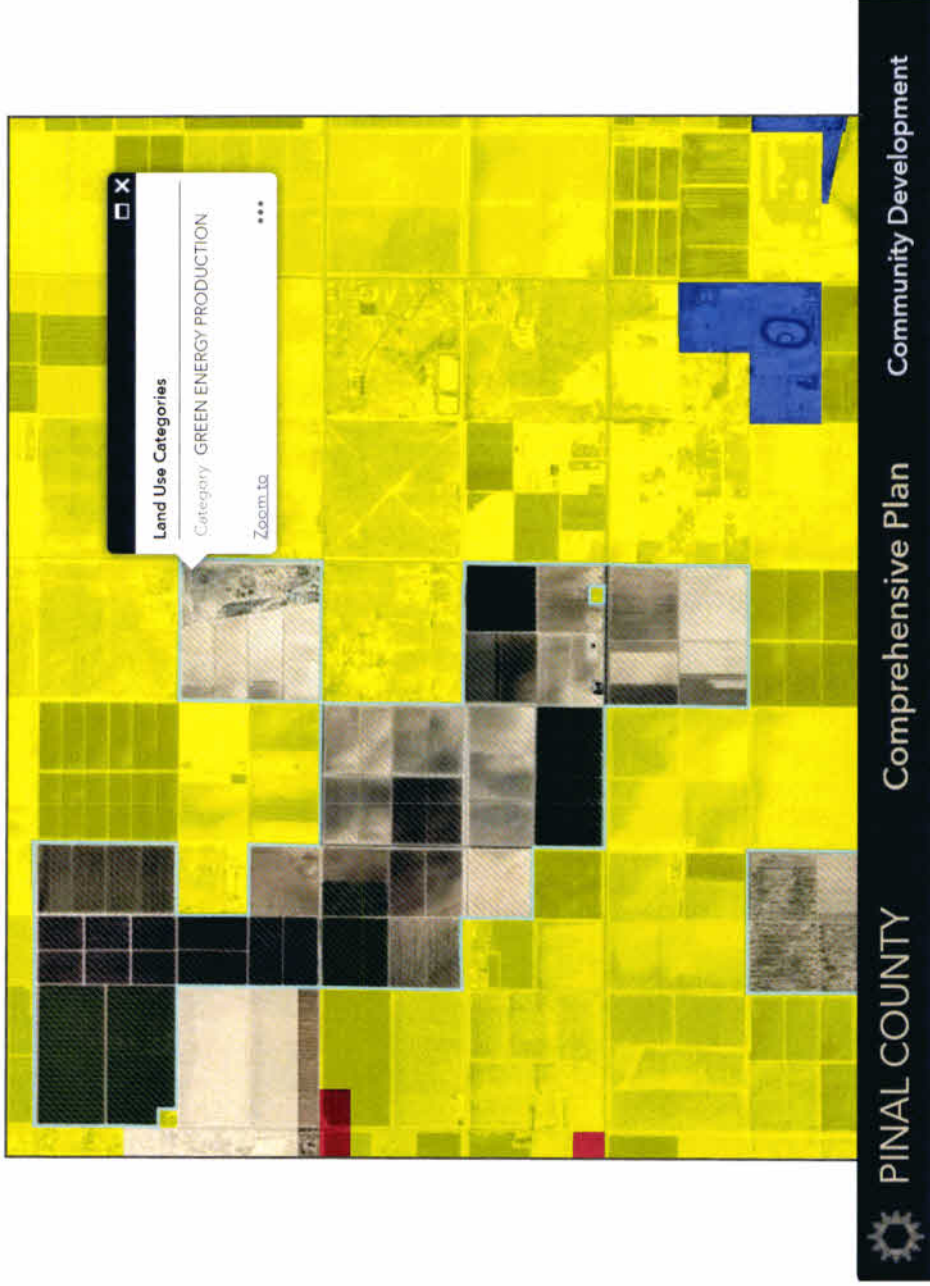 Land Use Categories
Category GREEN ENERGY PRODUCTION
Zoom to
PINAL COUNTY Comprehensive Plan Community Development